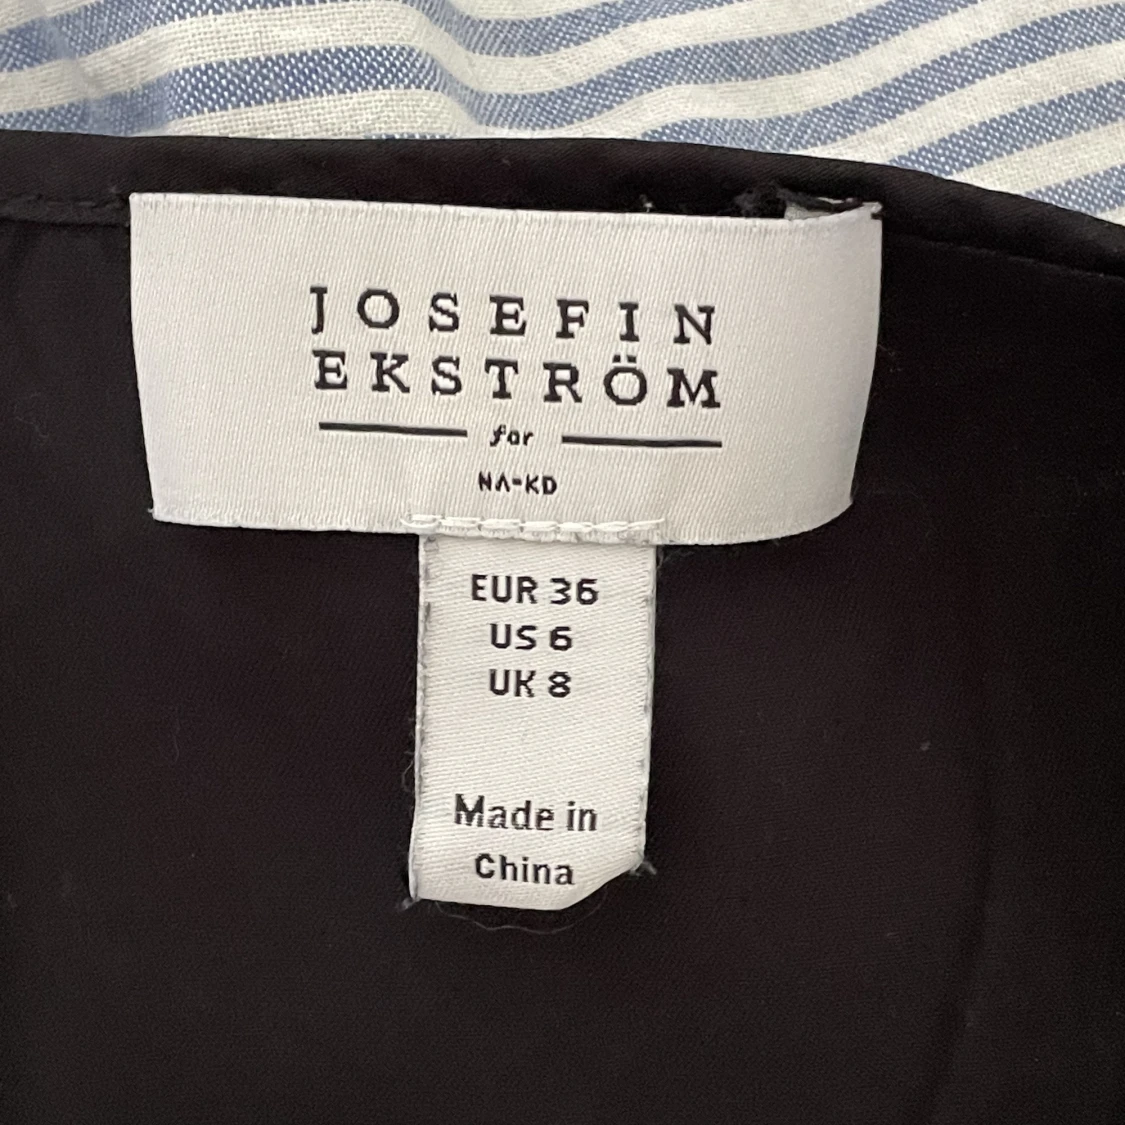 JOSEFIN
EKSTRÖM
for
NA-KD
EUR 36
US 6
UK 8
Made in
China